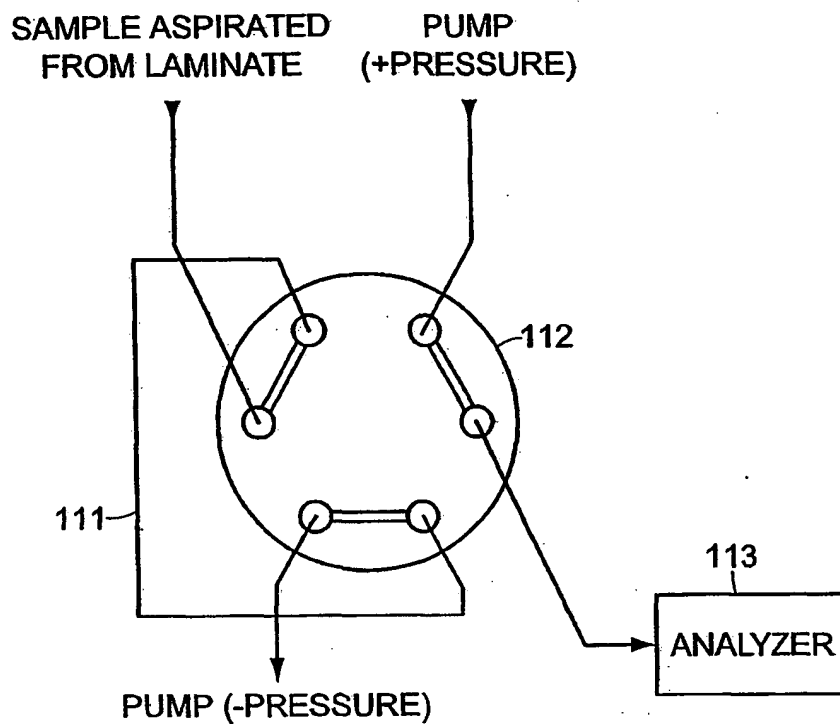 SAMPLE ASPIRATED
FROM LAMINATE
PUMP
(+PRESSURE)
112
111
113
ANALYZER
PUMP (-PRESSURE)